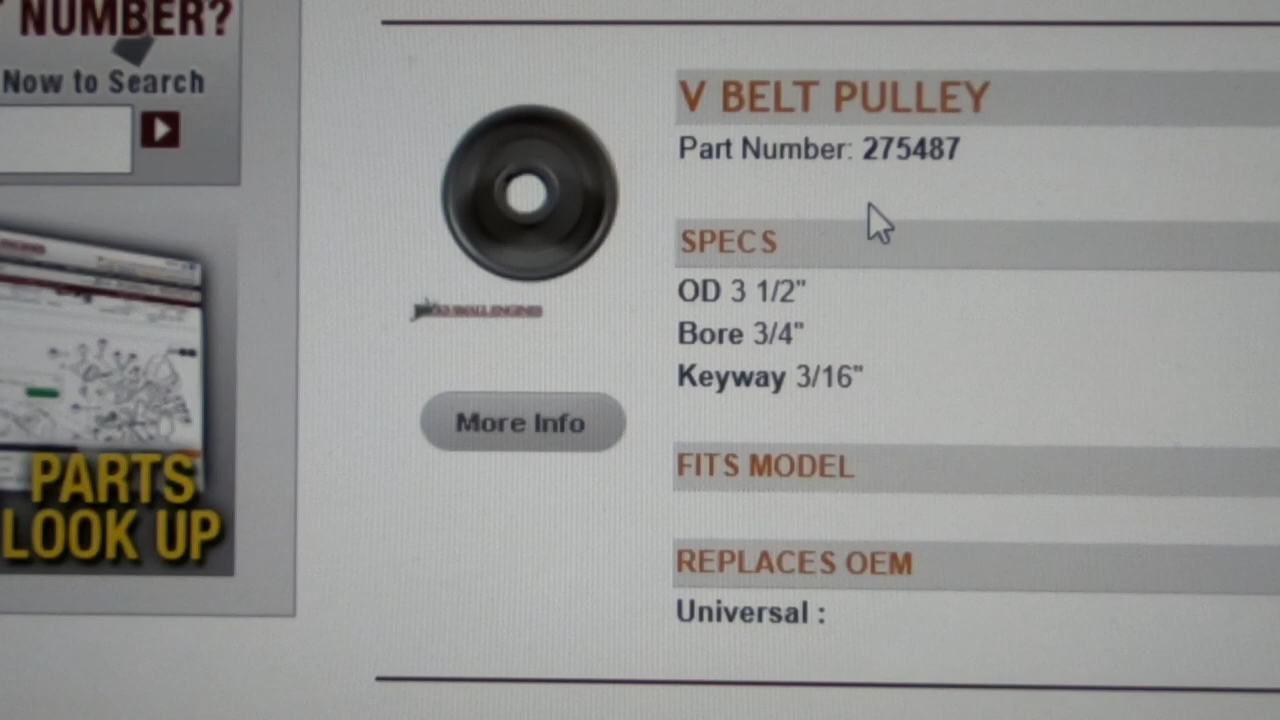 NUMBER?
Now to Search
PARTS
LOOK UP
V BELT PULLEY
Part Number: 275487
SPECS
OD 3 1/2"
Bore 3/4"
Keyway 3/16"
More Info
FITS MODEL
REPLACES OEM
Universal :